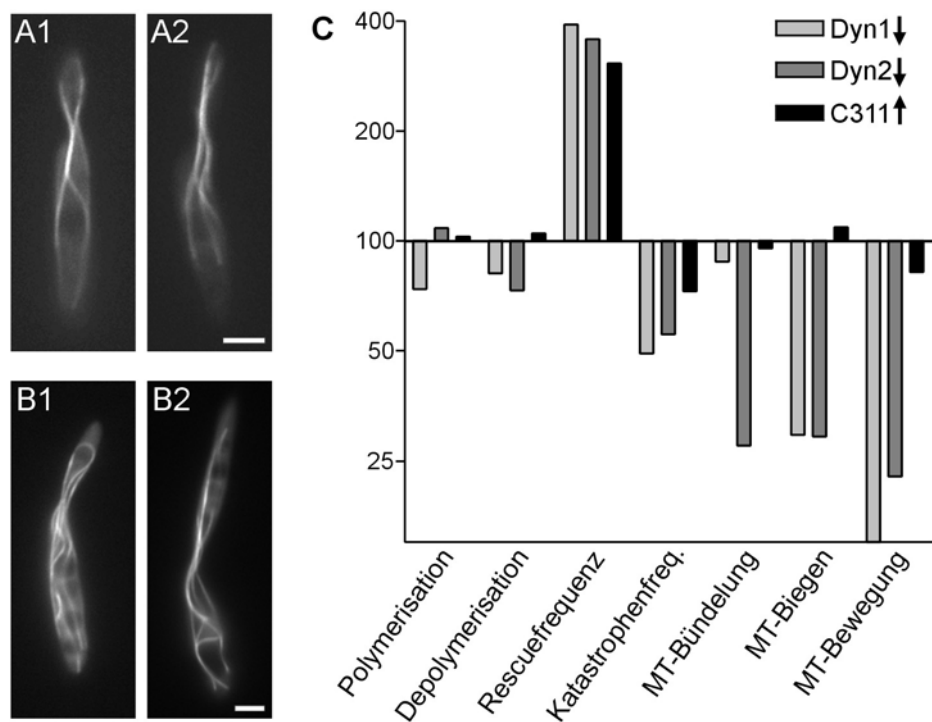 A1
A2
B1
B2
C
400
200
100
50
25
Dyn1↓
Dyn2↓
C311↑
Polymerisation
Depolymerisation
Rescuefrequenz
Katastrophenfreq.
MT-Bündelung
MT-Biegen
MT-Bewegung